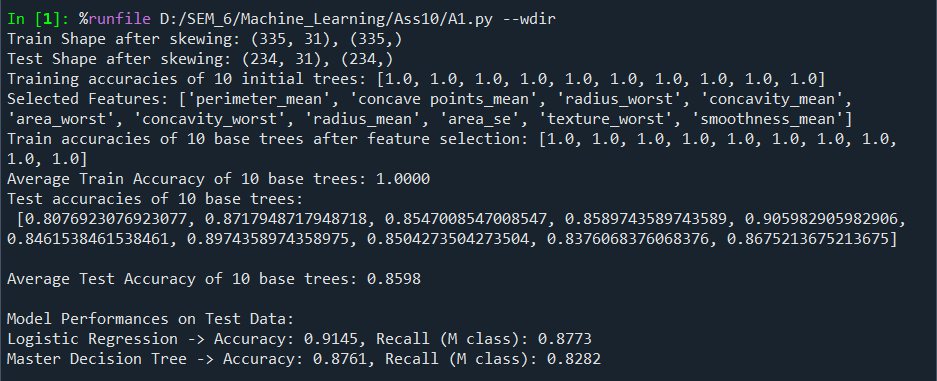 In [1]: %runfile D:/SEM_6/Machine_Learning/Ass10/A1.py --wdir
Train Shape after skewing: (335, 31), (335,)
Test Shape after skewing: (234, 31), (234,)
Training accuracies of 10 initial trees: [1.0, 1.0, 1.0, 1.0, 1.0, 1.0, 1.0, 1.0, 1.0, 1.0]
Selected Features: ['perimeter_mean', 'concave points_mean', 'radius_worst', 'concavity_mean',
'area_worst', 'concavity_worst', 'radius_mean', 'area_se', 'texture_worst', 'smoothness_mean']
Train accuracies of 10 base trees after feature selection: [1.0, 1.0, 1.0, 1.0, 1.0, 1.0, 1.0, 1.0,
1.0, 1.0]
Average Train Accuracy of 10 base trees: 1.0000
Test accuracies of 10 base trees:
[0.8076923076923077, 0.8717948717948718, 0.8547008547008547, 0.8589743589743589, 0.905982905982906,
0.8461538461538461, 0.8974358974358975, 0.8504273504273504, 0.8376068376068376, 0.8675213675213675]
Average Test Accuracy of 10 base trees: 0.8598
Model Performances on Test Data:
Logistic Regression -> Accuracy: 0.9145, Recall (M class): 0.8773
Master Decision Tree -> Accuracy: 0.8761, Recall (M class): 0.8282